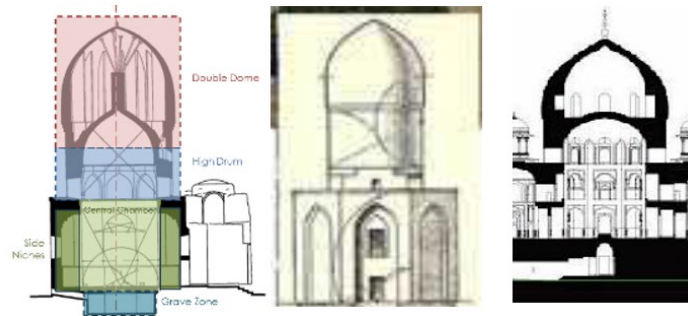 Double Dome
High Drum
Central Chamber
Side
Niches
Grave Zone